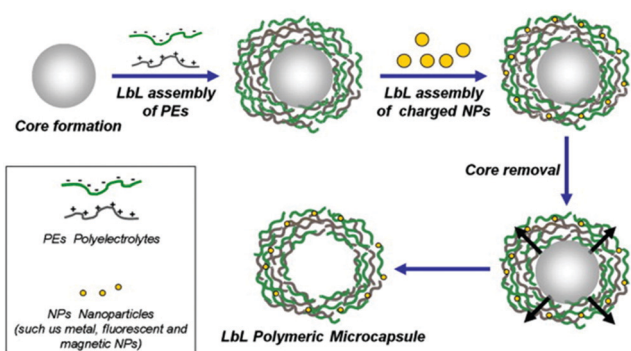 Core formation
LbL assembly
of PEs
LbL assembly
of charged NPs
Core removal
LbL Polymeric Microcapsule
PEs Polyelectrolytes
NPs Nanoparticles
(such us metal, fluorescent and
magnetic NPs)